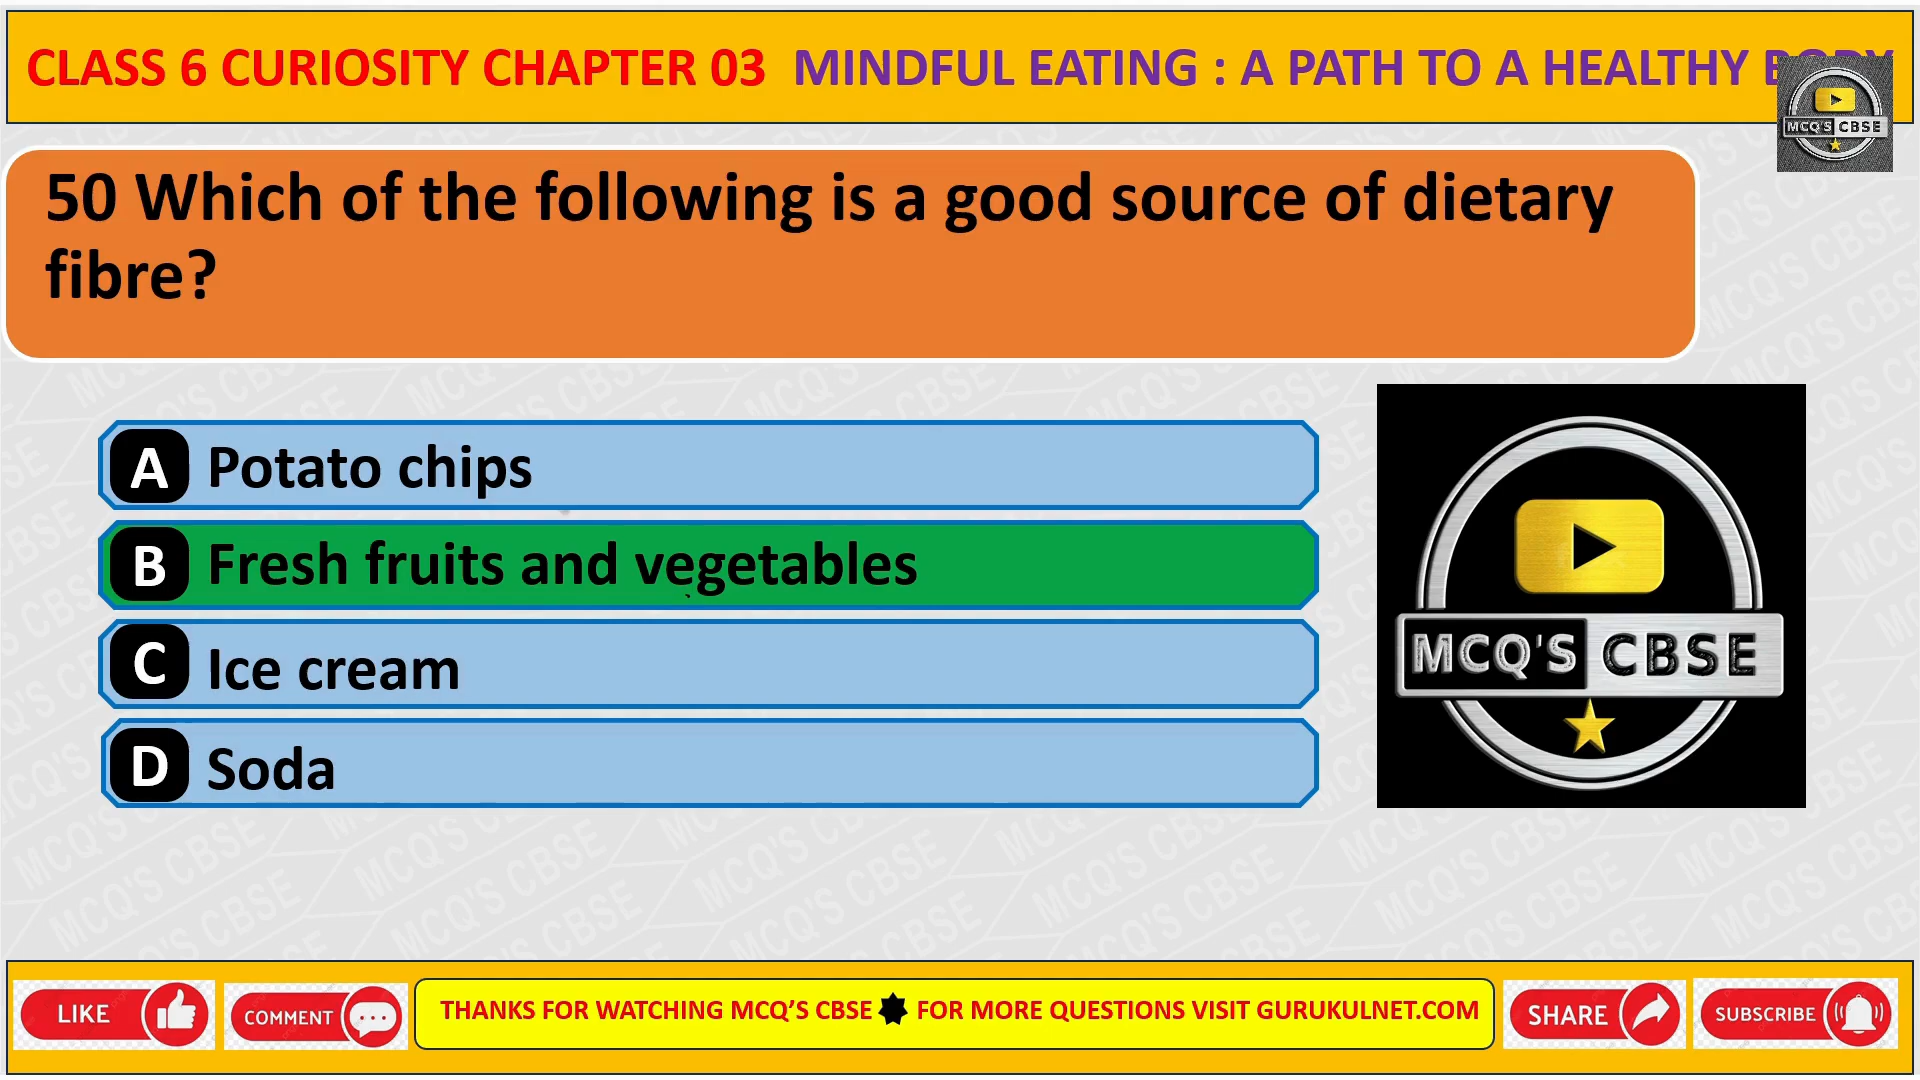 CLASS 6 CURIOSITY CHAPTER 03 MINDFUL EATING : A PATH TO A HEALTHY BODY
MCQ'S CBSE
50 Which of the following is a good source of dietary
fibre?
A Potato chips
B Fresh fruits and vegetables
C Ice cream
D Soda
MCQ'S CBSE
LIKE
COMMENT
THANKS FOR WATCHING MCQ’S CBSE FOR MORE QUESTIONS VISIT GURUKULNET.COM
SHARE
SUBSCRIBE